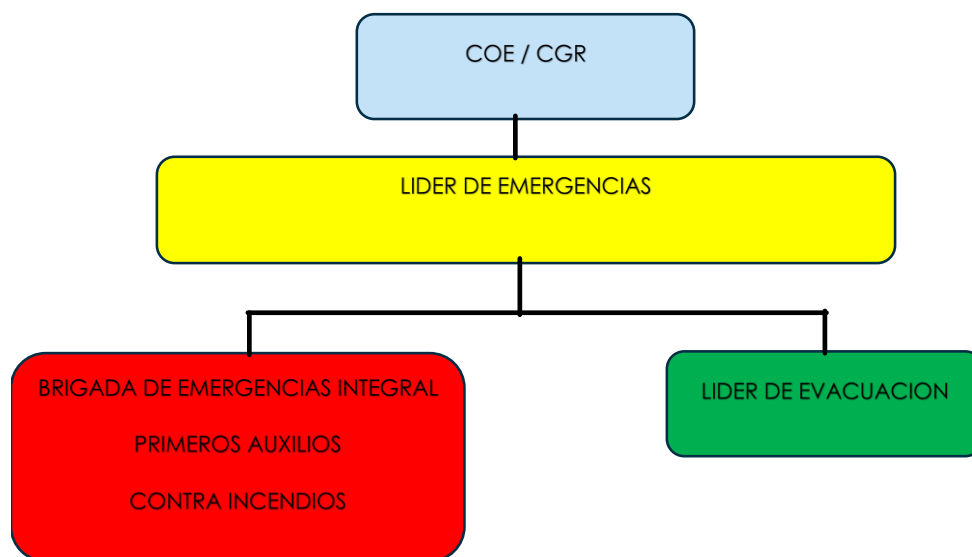 COE / CGR
LIDER DE EMERGENCIAS
BRIGADA DE EMERGENCIAS INTEGRAL
PRIMEROS AUXILIOS
CONTRA INCENDIOS
LIDER DE EVACUACION